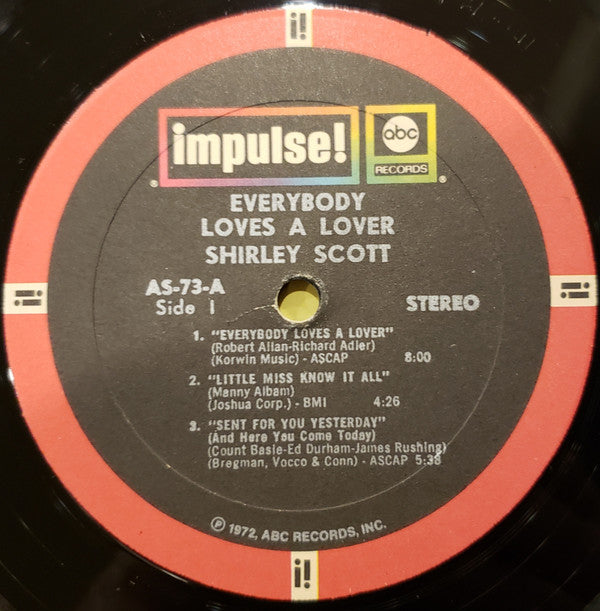 impulse!
abc
RECORDS
®
®
EVERYBODY
LOVES A LOVER
SHIRLEY SCOTT
AS-73-A
Side 1
STEREO
1. "EVERYBODY LOVES A LOVER"
(Robert Allan-Richard Adler)
(Korwin Music) - ASCAP 8:00
2. "LITTLE MISS KNOW IT ALL"
(Manny Albam)
(Joshua Corp.) - BMI 4:26
3. "SENT FOR YOU YESTERDAY"
(And Here You Come Today)
(Count Basie-Ed Durham-James Rushing)
(Bregman, Vocco & Conn) - ASCAP 5:38
℗ 1972, ABC RECORDS, INC.
i!
i!
i!
i!